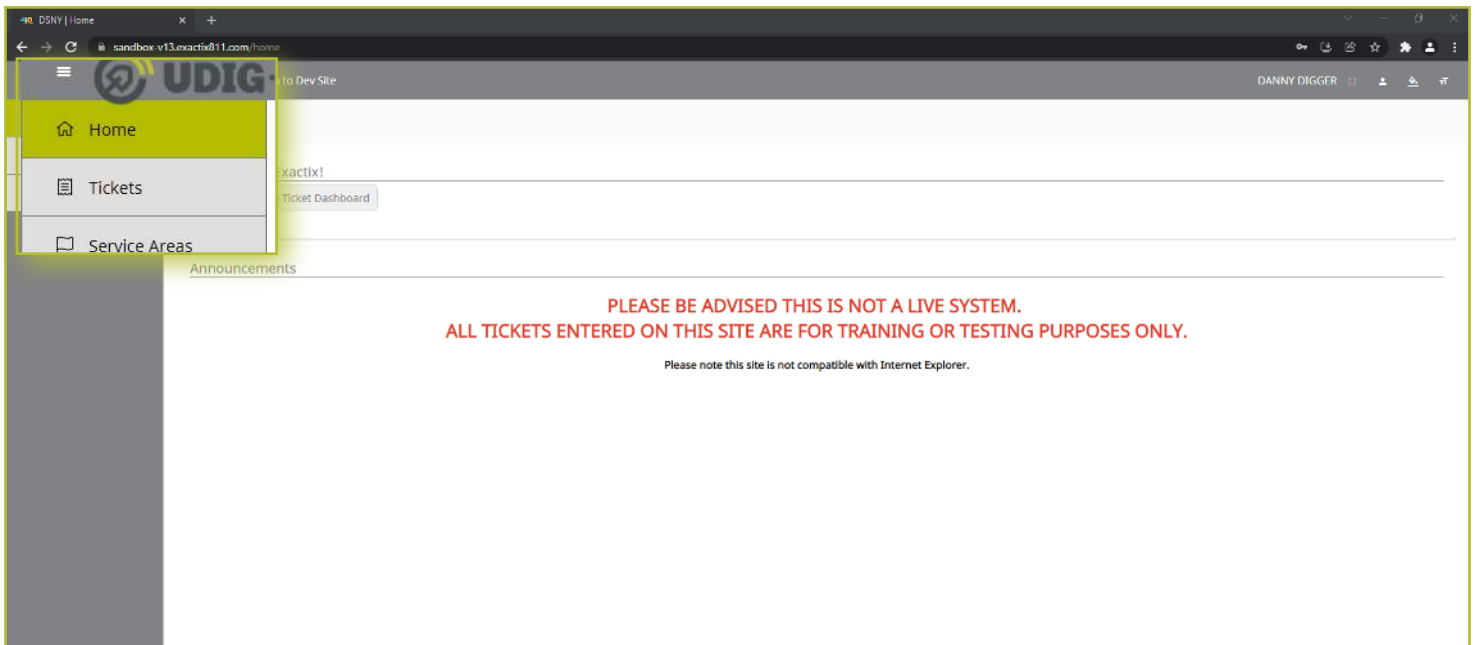 DSNY | Home
sandbox-v13.exactix811.com/home
UDIG
to Dev Site
DANNY DIGGER
Home
Tickets
Service Areas
Exactix!
Ticket Dashboard
Announcements
PLEASE BE ADVISED THIS IS NOT A LIVE SYSTEM.
ALL TICKETS ENTERED ON THIS SITE ARE FOR TRAINING OR TESTING PURPOSES ONLY.
Please note this site is not compatible with Internet Explorer.